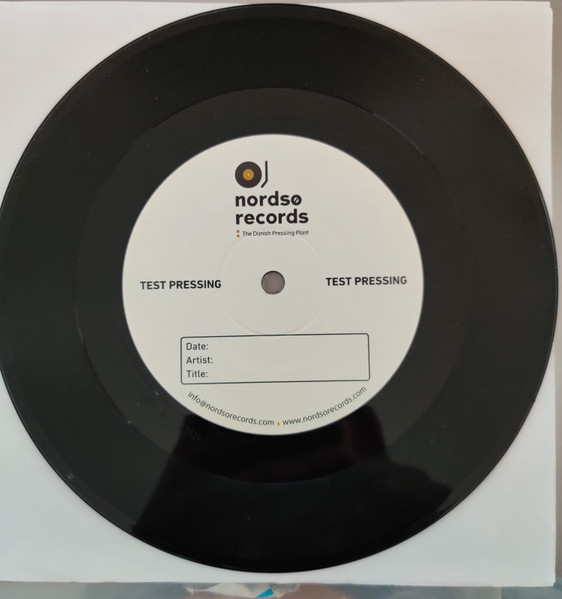 nordsø
records
The Danish Pressing Plant
TEST PRESSING
TEST PRESSING
Date:
Artist:
Title:
info@nordsorecords.com • www.nordsorecords.com